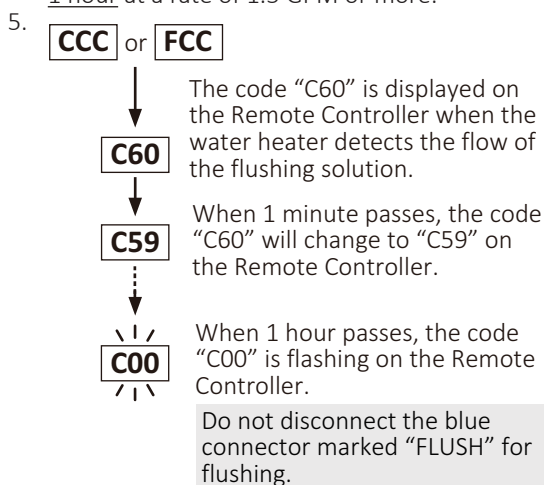 1 hour at a rate of 1.5 GPM or more.
5.
CCC or FCC
The code “C60” is displayed on
the Remote Controller when the
C60 water heater detects the flow of
the flushing solution.
When 1 minute passes, the code
C59 “C60” will change to “C59” on
the Remote Controller.
When 1 hour passes, the code
C00 “C00” is flashing on the Remote
Controller.
Do not disconnect the blue
connector marked “FLUSH” for
flushing.